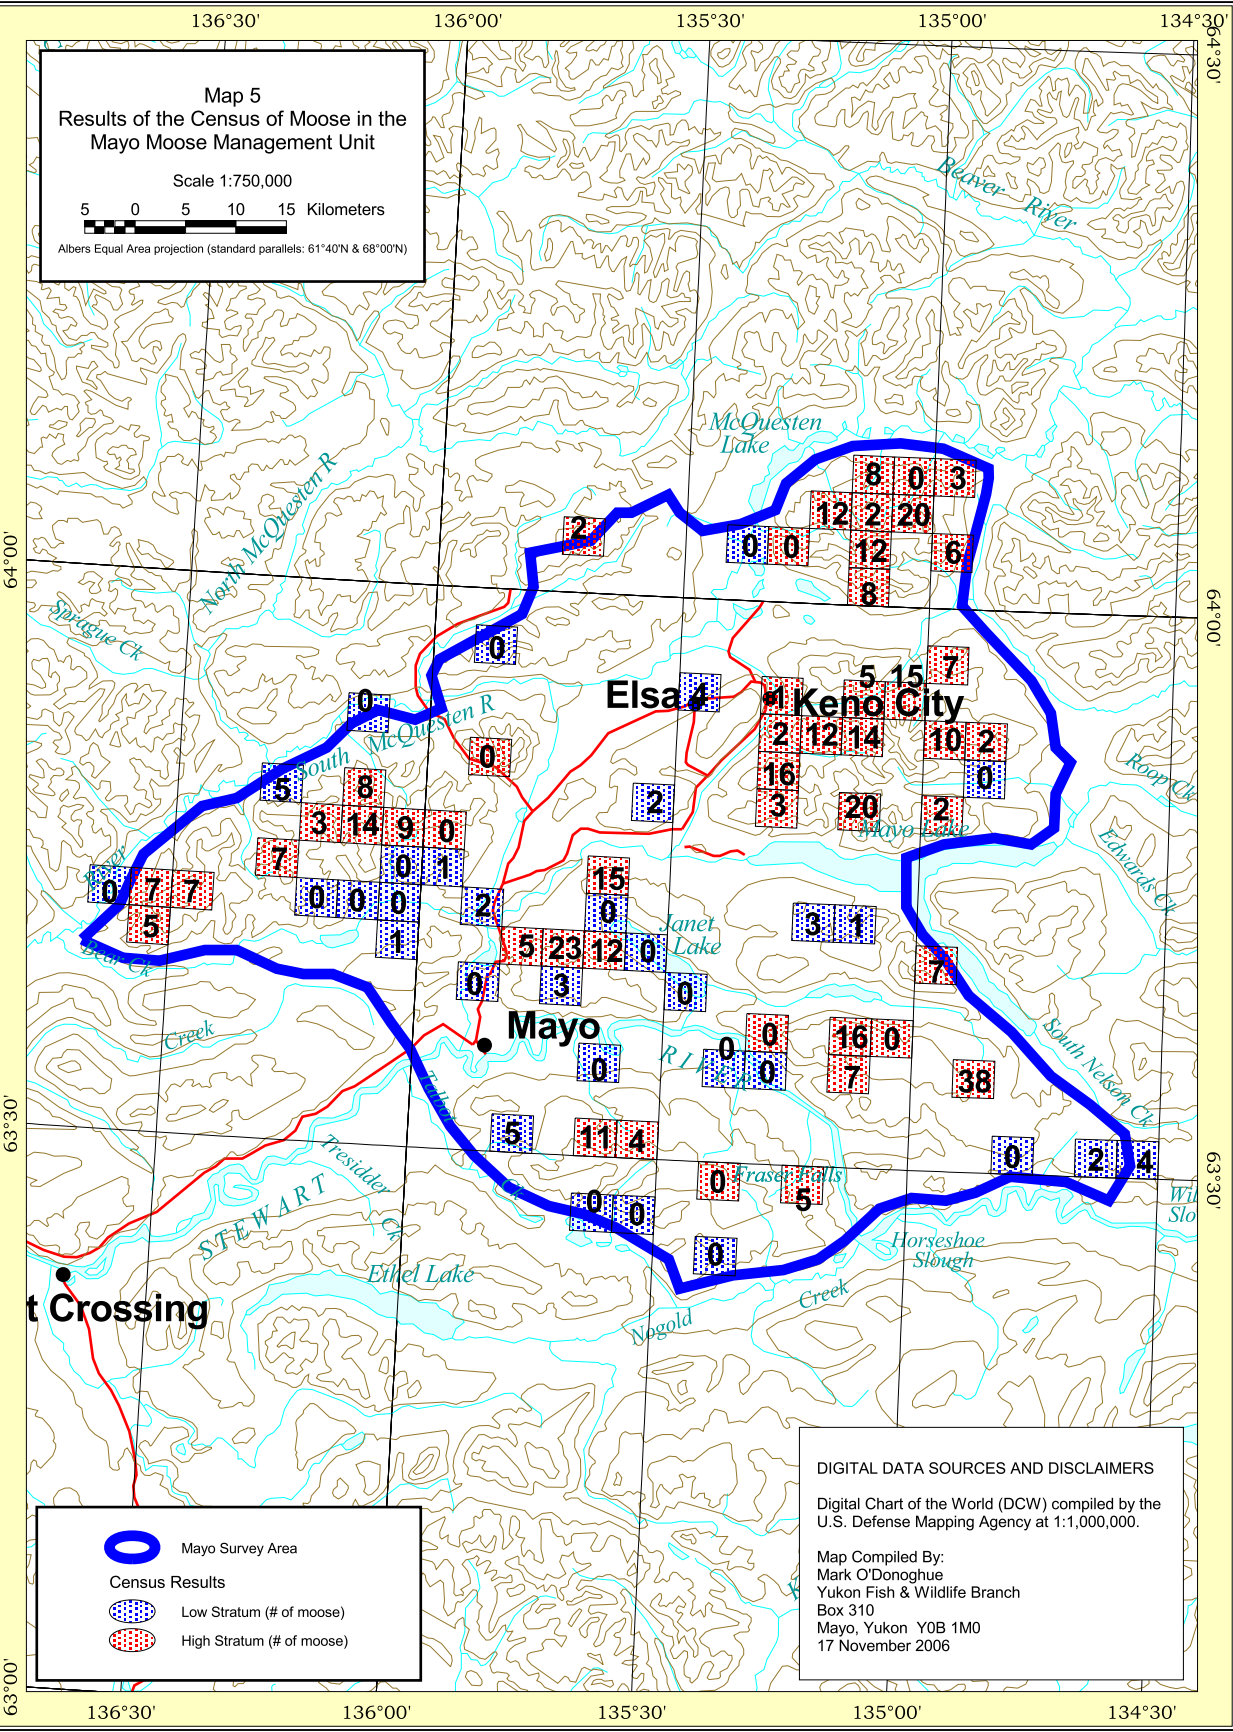 136°30' 136°00' 135°30' 135°00' 134°30'
64°30'
Map 5
Results of the Census of Moose in the
Mayo Moose Management Unit
Scale 1:750,000
5 0 5 10 15 Kilometers
Albers Equal Area projection (standard parallels: 61°40'N & 68°00'N)
Beaver River
McQuesten
Lake
North McQuesten R
8 0 3
12 2 20
2
0 0 12 6
8
64°00'
64°00'
Sprague Ck
0
7
5 15
Elsa 4
1 Keno City
0
South McQuesten R
2 12 14 10 2
0
5 8
16 0
2
3 20 2
Mayo Lake
Roop Ck
Edwards Ck
3 14 9 0
7 0 1
River
0 7 7
5
Bear Ck
0 0 0 2
1
15
0
Janet
Lake
3 1
5 23 12 0
7
0 3 0
Creek
Mayo
0
16 0
0
0
RIVER
0
7
38
South Nelson Ck
Talbot
Ck
63°30'
5 11 4
0
2 4
63°30'
Tresidder
Ck
STEWART
0
Fraser Falls
5
Wil
Slo
0 0
0
Horseshoe
Slough
Ethel Lake
Nogold
Creek
t Crossing
K
DIGITAL DATA SOURCES AND DISCLAIMERS
Digital Chart of the World (DCW) compiled by the
U.S. Defense Mapping Agency at 1:1,000,000.
Map Compiled By:
Mark O'Donoghue
Yukon Fish & Wildlife Branch
Box 310
Mayo, Yukon Y0B 1M0
17 November 2006
Mayo Survey Area
Census Results
Low Stratum (# of moose)
High Stratum (# of moose)
63°00'
136°30' 136°00' 135°30' 135°00' 134°30'